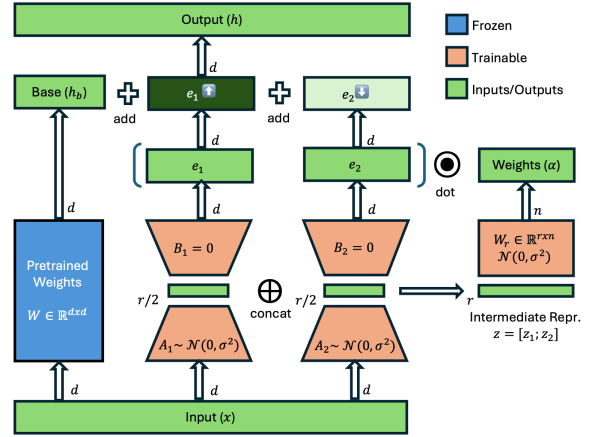 Output (h)
d
Frozen
Trainable
Inputs/Outputs
Base (h_b)
add
e_1
add
e_2
d
d
d
e_1
e_2
dot
Weights (α)
d
d
n
Pretrained
Weights
W ∈ ℝ^{dxd}
B_1 = 0
B_2 = 0
W_r ∈ ℝ^{rxn}
𝒩(0, σ^2)
r/2
concat
r/2
r
Intermediate Repr.
z = [z_1; z_2]
A_1~ 𝒩(0, σ^2)
A_2~ 𝒩(0, σ^2)
d
d
d
Input (x)